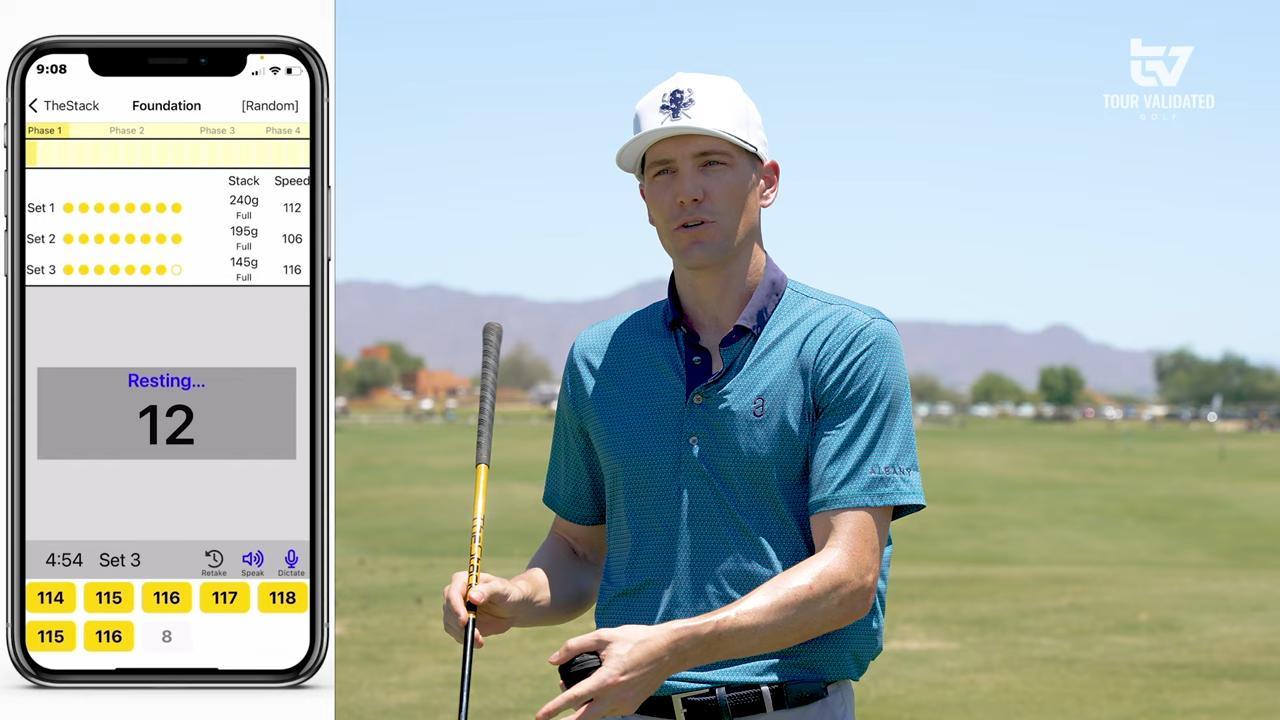 9:08
TheStack Foundation [Random]
Phase 1 Phase 2 Phase 3 Phase 4
Stack Speed
Set 1 240g Full 112
Set 2 195g Full 106
Set 3 145g Full 116
Resting...
12
4:54 Set 3 Retake Speak Dictate
114 115 116 117 118
115 116 8
tv
TOUR VALIDATED
GOLF
a
ALBANY